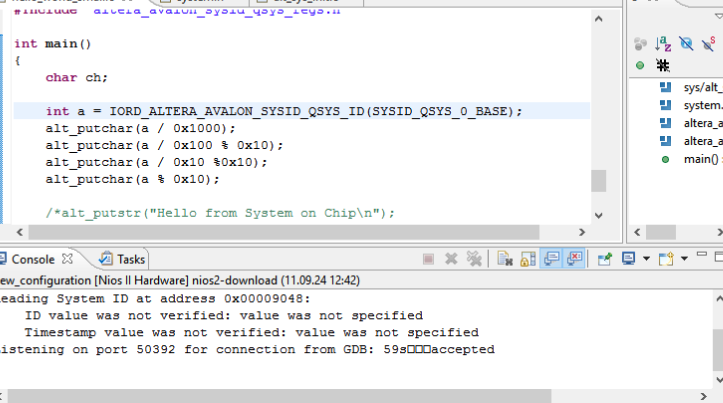 #include "altera_avalon_sysid_qsys_regs.h"
int main()
{
char ch;
int a = IORD_ALTERA_AVALON_SYSID_QSYS_ID(SYSID_QSYS_0_BASE);
alt_putchar(a / 0x1000);
alt_putchar(a / 0x100 % 0x10);
alt_putchar(a / 0x10 %0x10);
alt_putchar(a % 0x10);
/*alt_putstr("Hello from System on Chip\n");
sys/alt_
system.
altera_a
altera_a
main() :
Console
Tasks
ew_configuration [Nios II Hardware] nios2-download (11.09.24 12:42)
eading System ID at address 0x00009048:
ID value was not verified: value was not specified
Timestamp value was not verified: value was not specified
istening on port 50392 for connection from GDB: 59s□□□accepted